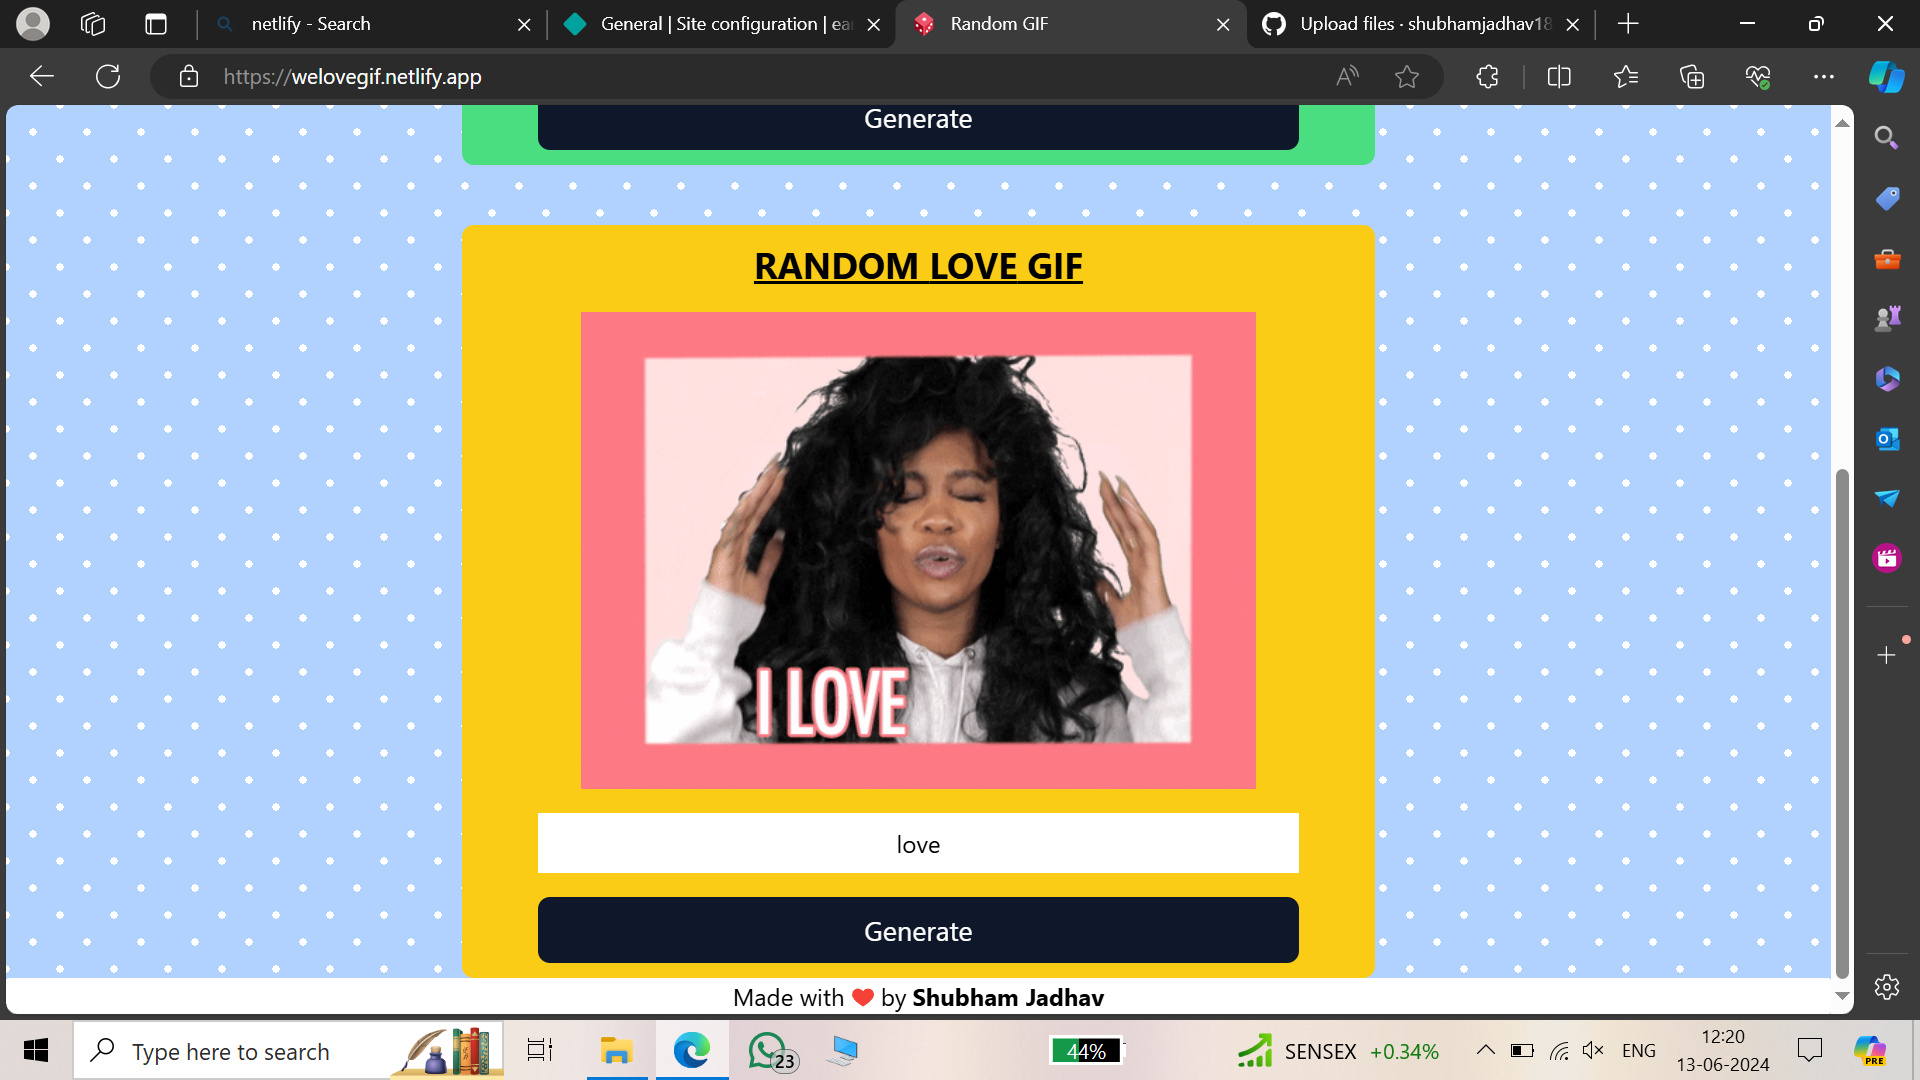 netlify - Search
General | Site configuration | ea
Random GIF
Upload files · shubhamjadhav18
https://welovegif.netlify.app
Generate
RANDOM LOVE GIF
I LOVE
love
Generate
Made with ❤️ by Shubham Jadhav
Type here to search
23
44%
SENSEX +0.34%
ENG
12:20
13-06-2024
PRE